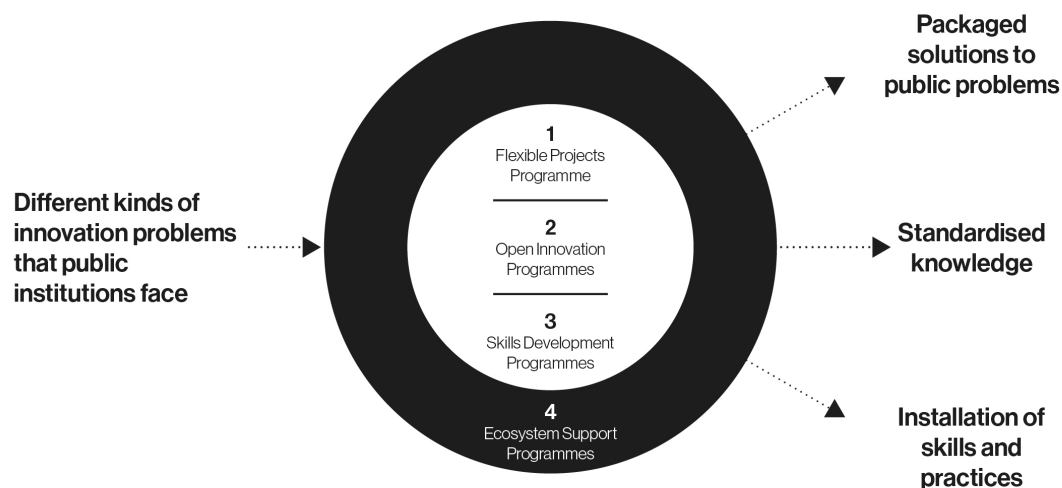 Different kinds of
innovation problems
that public
institutions face
1
Flexible Projects
Programme
2
Open Innovation
Programmes
3
Skills Development
Programmes
4
Ecosystem Support
Programmes
Packaged
solutions to
public problems
Standardised
knowledge
Installation of
skills and
practices